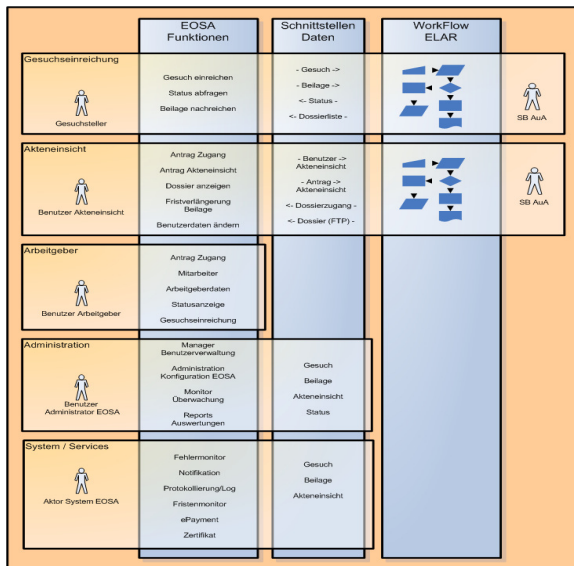 EOSA
Funktionen
Schnittstellen
Daten
WorkFlow
ELAR
Gesuchseinreichung
Gesuchsteller
Gesuch einreichen
Status abfragen
Beilage nachreichen
- Gesuch ->
- Beilage ->
<- Status -
<- Dossierliste -
SB AuA
Akteneinsicht
Benutzer Akteneinsicht
Antrag Zugang
Antrag Akteneinsicht
Dossier anzeigen
Fristverlängerung
Beilage
Benutzerdaten ändern
- Benutzer ->
Akteneinsicht
- Antrag ->
Akteneinsicht
<- Dossierzugang -
<- Dossier (FTP) -
SB AuA
Arbeitgeber
Benutzer Arbeitgeber
Antrag Zugang
Mitarbeiter
Arbeitgeberdaten
Statusanzeige
Gesuchseinreichung
Administration
Benutzer
Administrator EOSA
Manager
Benutzerverwaltung
Administration
Konfiguration EOSA
Monitor
Überwachung
Reports
Auswertungen
Gesuch
Beilage
Akteneinsicht
Status
System / Services
Aktor System EOSA
Fehlermonitor
Notifikation
Protokollierung/Log
Fristenmonitor
ePayment
Zertifikat
Gesuch
Beilage
Akteneinsicht